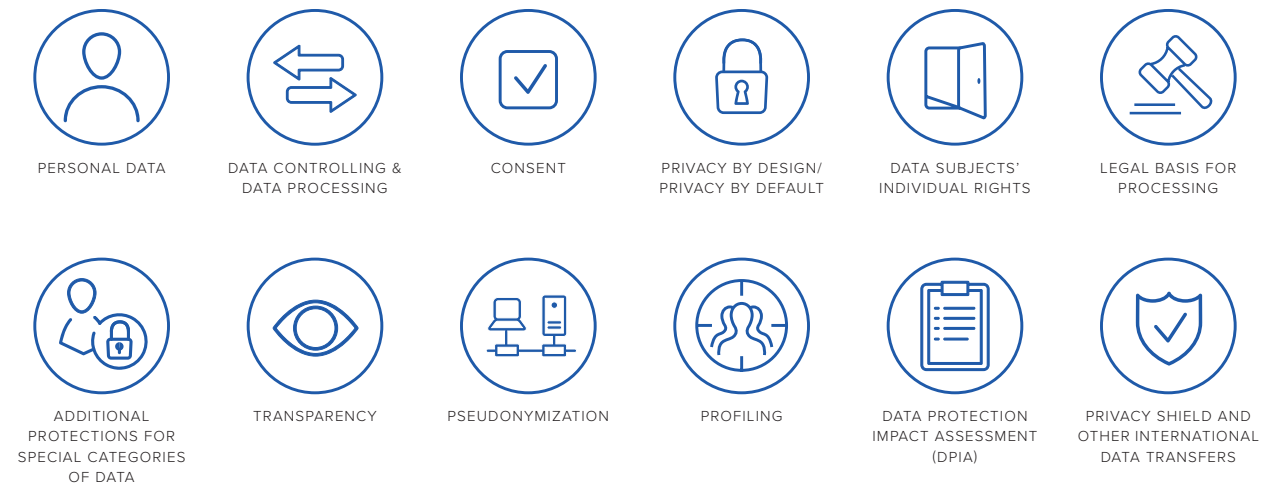 PERSONAL DATA
DATA CONTROLLING &
DATA PROCESSING
CONSENT
PRIVACY BY DESIGN/
PRIVACY BY DEFAULT
DATA SUBJECTS’
INDIVIDUAL RIGHTS
LEGAL BASIS FOR
PROCESSING
ADDITIONAL
PROTECTIONS FOR
SPECIAL CATEGORIES
OF DATA
TRANSPARENCY
PSEUDONYMIZATION
PROFILING
DATA PROTECTION
IMPACT ASSESSMENT
(DPIA)
PRIVACY SHIELD AND
OTHER INTERNATIONAL
DATA TRANSFERS